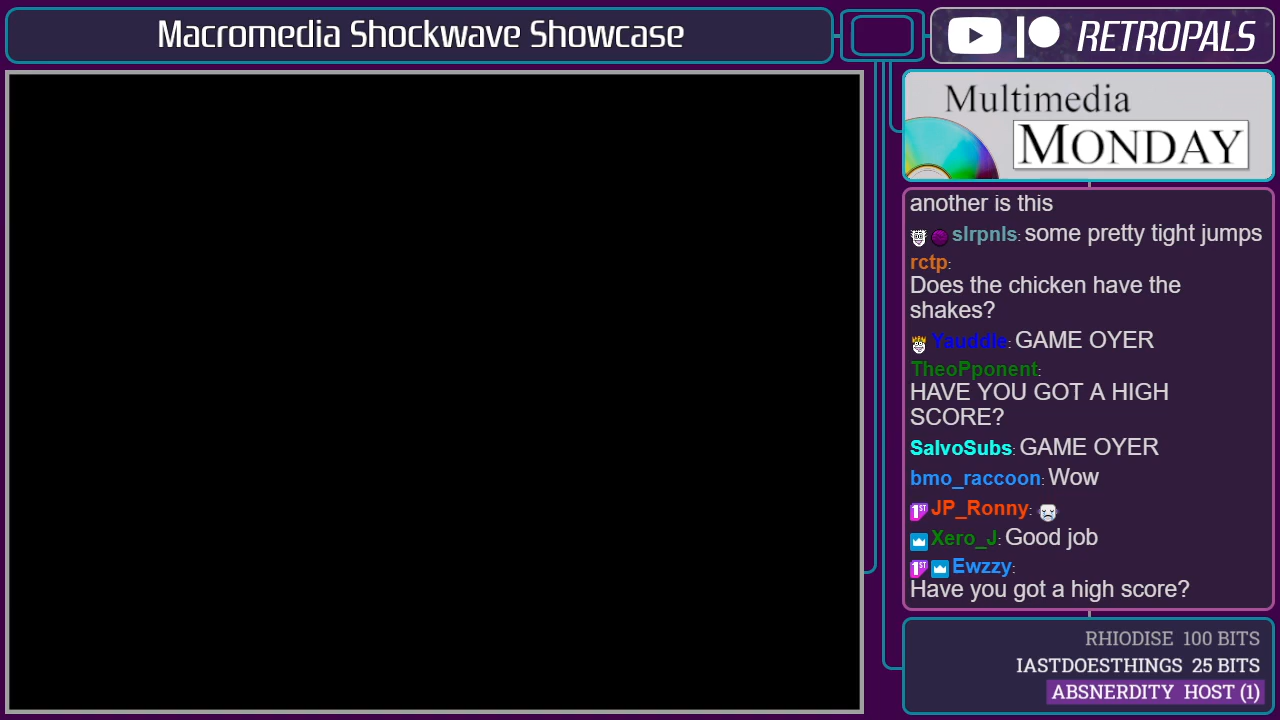 Macromedia Shockwave Showcase
RETROPALS
Multimedia
MONDAY
another is this
slrpnls: some pretty tight jumps
rctp:
Does the chicken have the
shakes?
Yauddle: GAME OYER
TheoPponent:
HAVE YOU GOT A HIGH
SCORE?
SalvoSubs: GAME OYER
bmo_raccoon: Wow
1ST JP_Ronny:
Xero_J: Good job
1ST Ewzzy:
Have you got a high score?
RHIODISE 100 BITS
IASTDOESTHINGS 25 BITS
ABSNERDITY HOST (1)